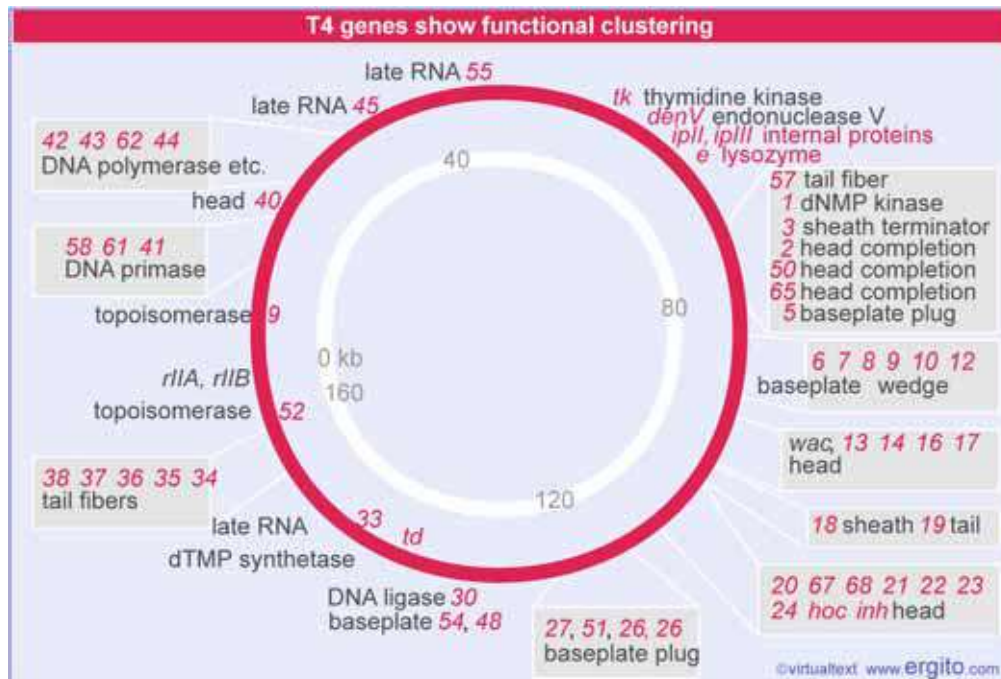 T4 genes show functional clustering
late RNA 55
late RNA 45
42 43 62 44
DNA polymerase etc.
head 40
58 61 41
DNA primase
topoisomerase 9
rIIA, rIIB
topoisomerase 52
38 37 36 35 34
tail fibers
late RNA 33
dTMP synthetase td
DNA ligase 30
baseplate 54, 48
27, 51, 26, 26
baseplate plug
tk thymidine kinase
denV endonuclease V
ipII, ipIII internal proteins
e lysozyme
57 tail fiber
1 dNMP kinase
3 sheath terminator
2 head completion
50 head completion
65 head completion
5 baseplate plug
6 7 8 9 10 12
baseplate wedge
wac, 13 14 16 17
head
18 sheath 19 tail
20 67 68 21 22 23
24 hoc inh head
40
80
120
0 kb
160
©virtualtext www.ergito.com